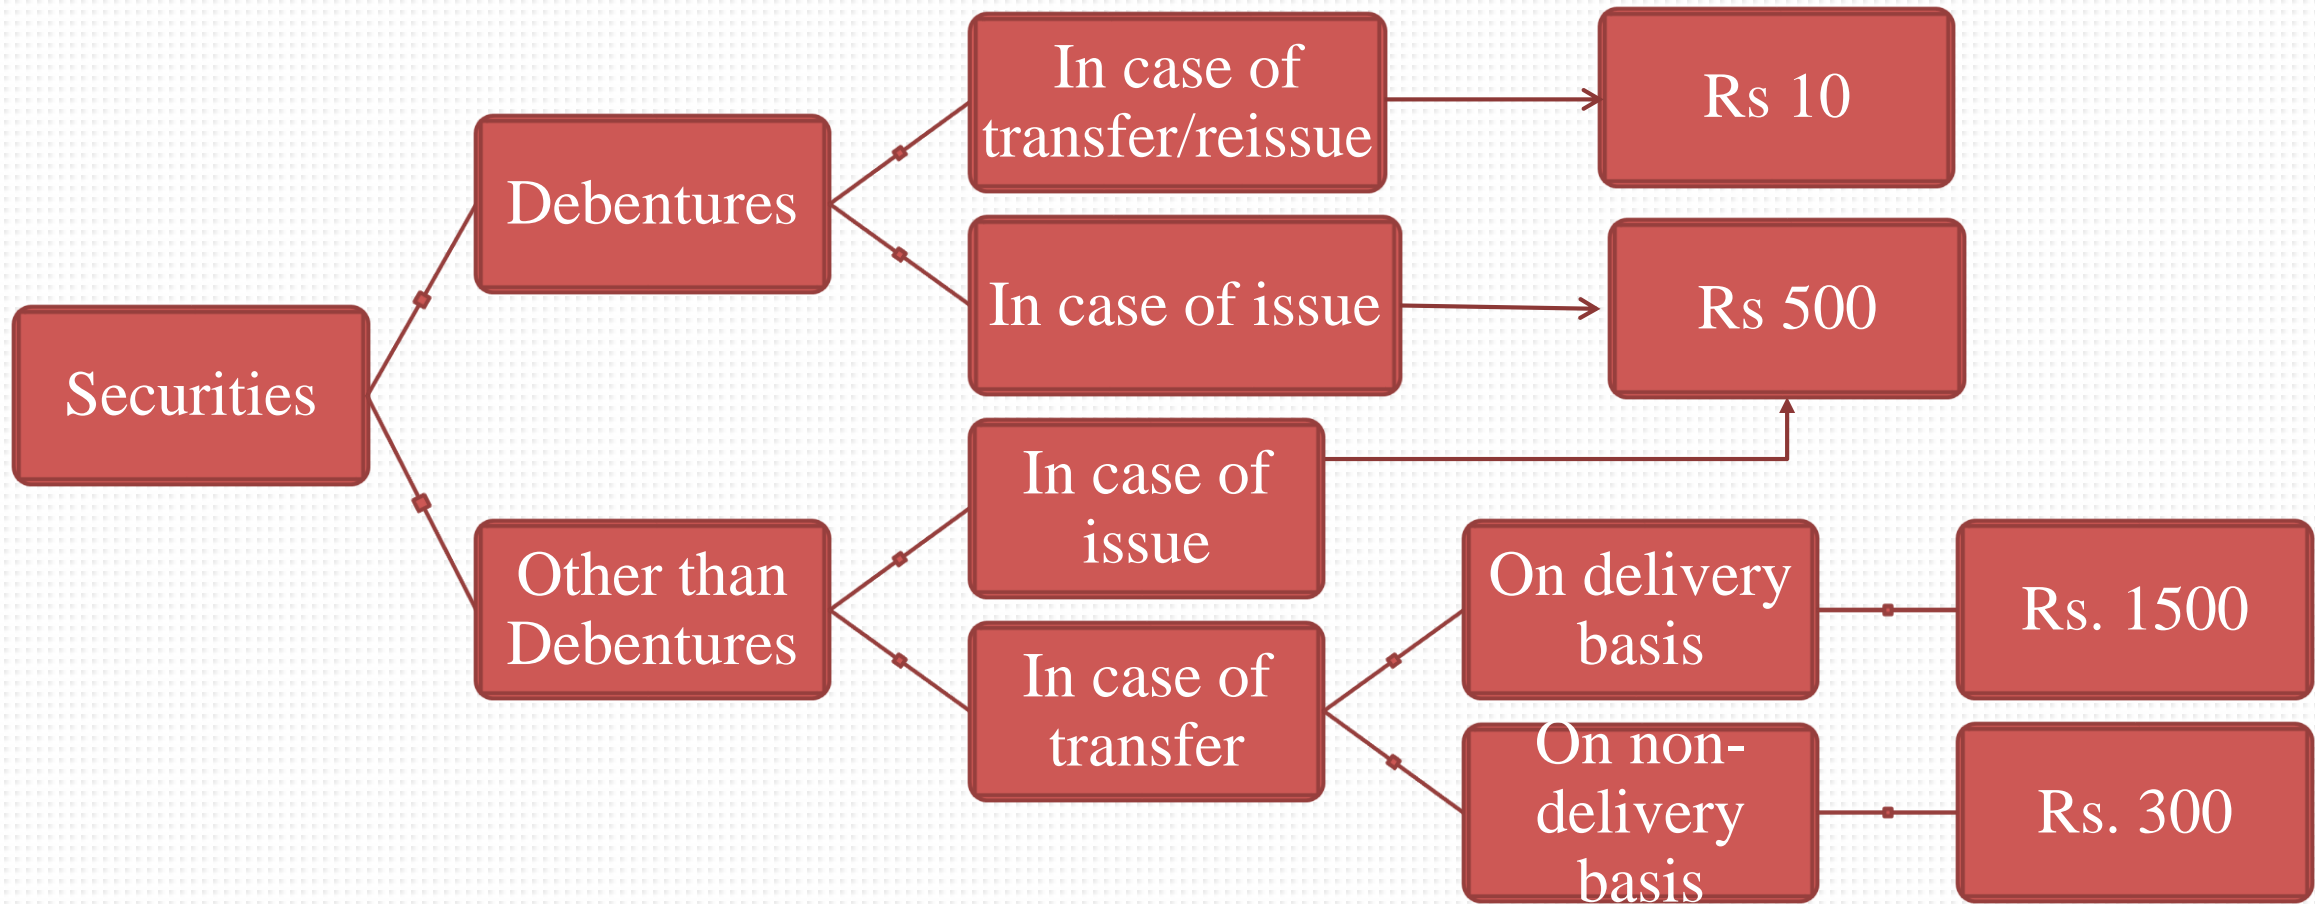 Securities
Debentures
In case of
transfer/reissue
Rs 10
In case of issue
Rs 500
Other than
Debentures
In case of
issue
In case of
transfer
On delivery
basis
Rs. 1500
On non-
delivery
basis
Rs. 300